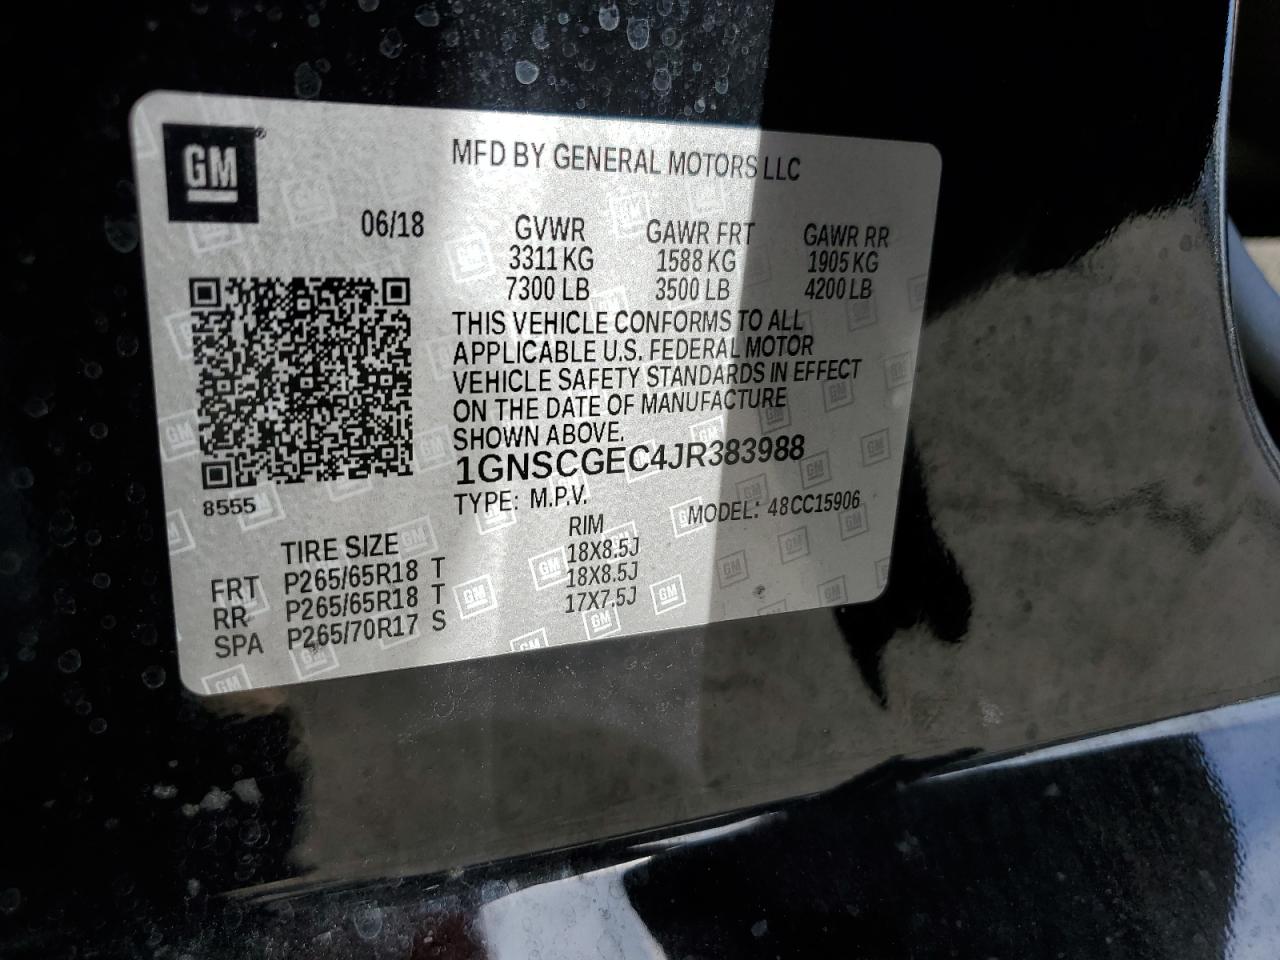 GM
MFD BY GENERAL MOTORS LLC
06/18
GVWR GAWR FRT GAWR RR
3311 KG 1588 KG 1905 KG
7300 LB 3500 LB 4200 LB
THIS VEHICLE CONFORMS TO ALL
APPLICABLE U.S. FEDERAL MOTOR
VEHICLE SAFETY STANDARDS IN EFFECT
ON THE DATE OF MANUFACTURE
SHOWN ABOVE.
1GNSCGEC4JR383988
8555
TYPE: M.P.V. MODEL: 48CC15906
TIRE SIZE RIM
FRT P265/65R18 T 18X8.5J
RR P265/65R18 T 18X8.5J
SPA P265/70R17 S 17X7.5J